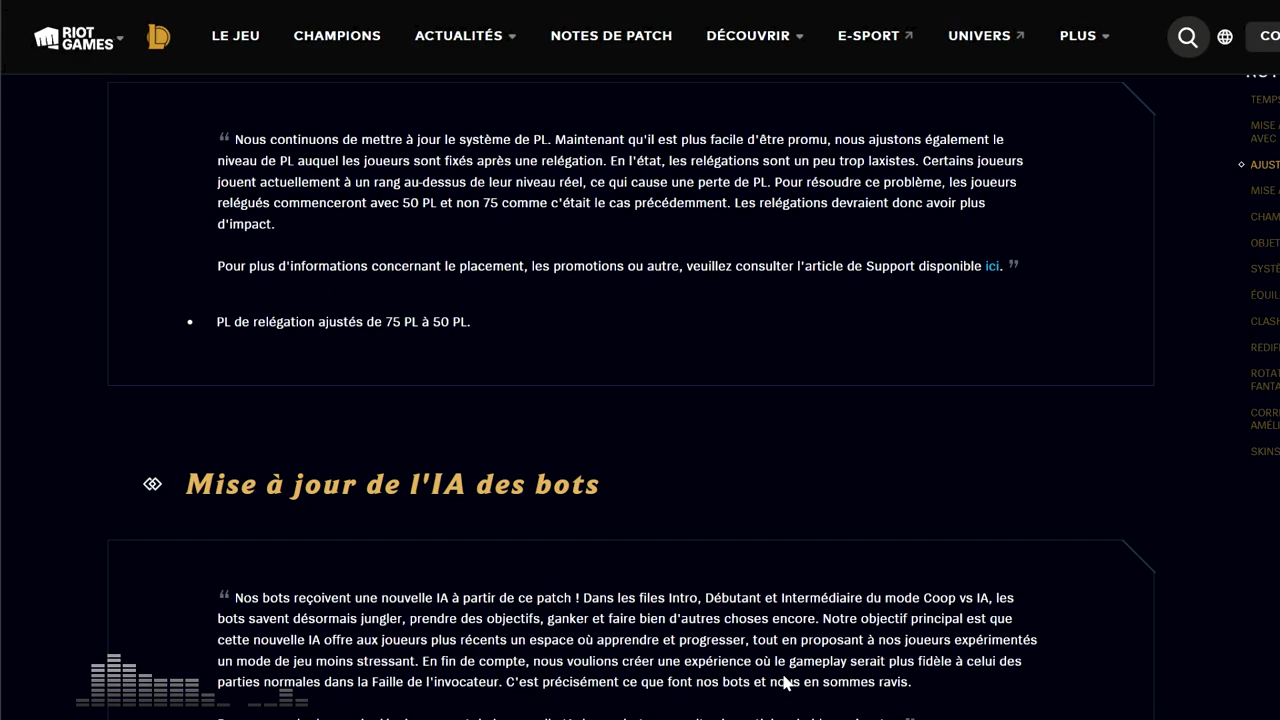 RIOT GAMES LE JEU CHAMPIONS ACTUALITÉS NOTES DE PATCH DÉCOUVRIR E-SPORT UNIVERS PLUS CO
TEMPS
MISE
AVEC
AJUST
MISE
CHAM
OBJET
SYSTÈ
ÉQUIL
CLASH
REDIF
ROTAT
FANTA
CORR
AMÉLI
SKINS
“ Nous continuons de mettre à jour le système de PL. Maintenant qu'il est plus facile d'être promu, nous ajustons également le
niveau de PL auquel les joueurs sont fixés après une relégation. En l'état, les relégations sont un peu trop laxistes. Certains joueurs
jouent actuellement à un rang au-dessus de leur niveau réel, ce qui cause une perte de PL. Pour résoudre ce problème, les joueurs
relégués commenceront avec 50 PL et non 75 comme c'était le cas précédemment. Les relégations devraient donc avoir plus
d'impact.
Pour plus d'informations concernant le placement, les promotions ou autre, veuillez consulter l'article de Support disponible ici. ”
• PL de relégation ajustés de 75 PL à 50 PL.
Mise à jour de l'IA des bots
“ Nos bots reçoivent une nouvelle IA à partir de ce patch ! Dans les files Intro, Débutant et Intermédiaire du mode Coop vs IA, les
bots savent désormais jungler, prendre des objectifs, ganker et faire bien d'autres choses encore. Notre objectif principal est que
cette nouvelle IA offre aux joueurs plus récents un espace où apprendre et progresser, tout en proposant à nos joueurs expérimentés
un mode de jeu moins stressant. En fin de compte, nous voulions créer une expérience où le gameplay serait plus fidèle à celui des
parties normales dans la Faille de l'invocateur. C'est précisément ce que font nos bots et nous en sommes ravis.